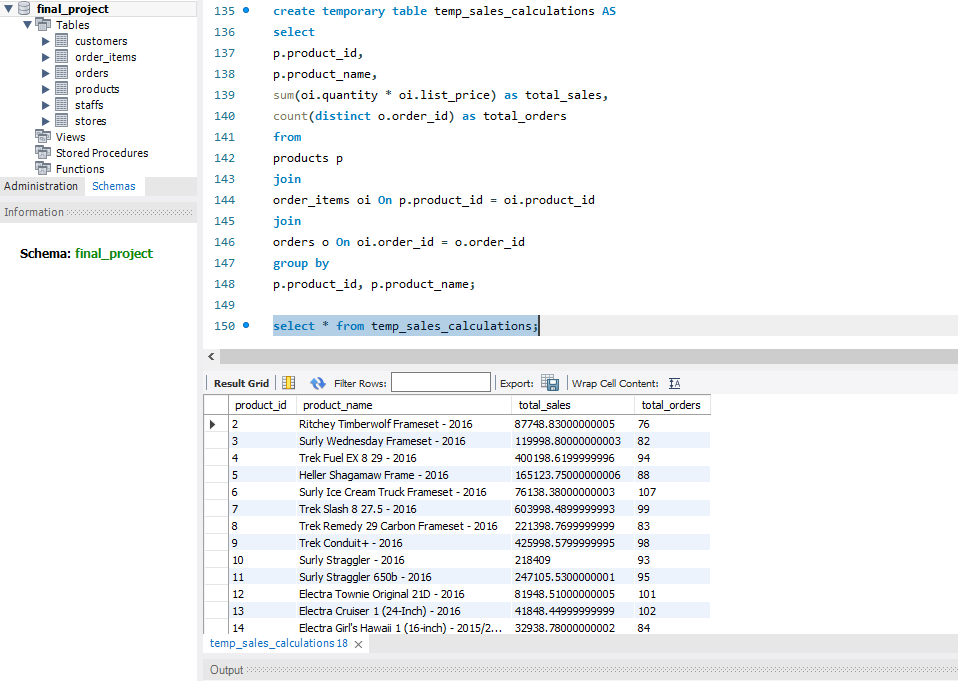 final_project
Tables
customers
order_items
orders
products
staffs
stores
Views
Stored Procedures
Functions
Administration Schemas
Information
Schema: final_project
135 create temporary table temp_sales_calculations AS
136 select
137 p.product_id,
138 p.product_name,
139 sum(oi.quantity * oi.list_price) as total_sales,
140 count(distinct o.order_id) as total_orders
141 from
142 products p
143 join
144 order_items oi On p.product_id = oi.product_id
145 join
146 orders o On oi.order_id = o.order_id
147 group by
148 p.product_id, p.product_name;
149
150 select * from temp_sales_calculations;
Result Grid Filter Rows: Export: Wrap Cell Content:
product_id product_name total_sales total_orders
2 Ritchey Timberwolf Frameset - 2016 87748.83000000005 76
3 Surly Wednesday Frameset - 2016 119998.80000000003 82
4 Trek Fuel EX 8 29 - 2016 400198.6199999996 94
5 Heller Shagamaw Frame - 2016 165123.75000000006 88
6 Surly Ice Cream Truck Frameset - 2016 76138.38000000003 107
7 Trek Slash 8 27.5 - 2016 603998.4899999993 99
8 Trek Remedy 29 Carbon Frameset - 2016 221398.7699999999 83
9 Trek Conduit+ - 2016 425998.5799999995 98
10 Surly Straggler - 2016 218409 93
11 Surly Straggler 650b - 2016 247105.5300000001 95
12 Electra Townie Original 21D - 2016 81948.51000000005 101
13 Electra Cruiser 1 (24-Inch) - 2016 41848.44999999999 102
14 Electra Girl's Hawaii 1 (16-inch) - 2015/2... 32938.78000000002 84
temp_sales_calculations 18
Output